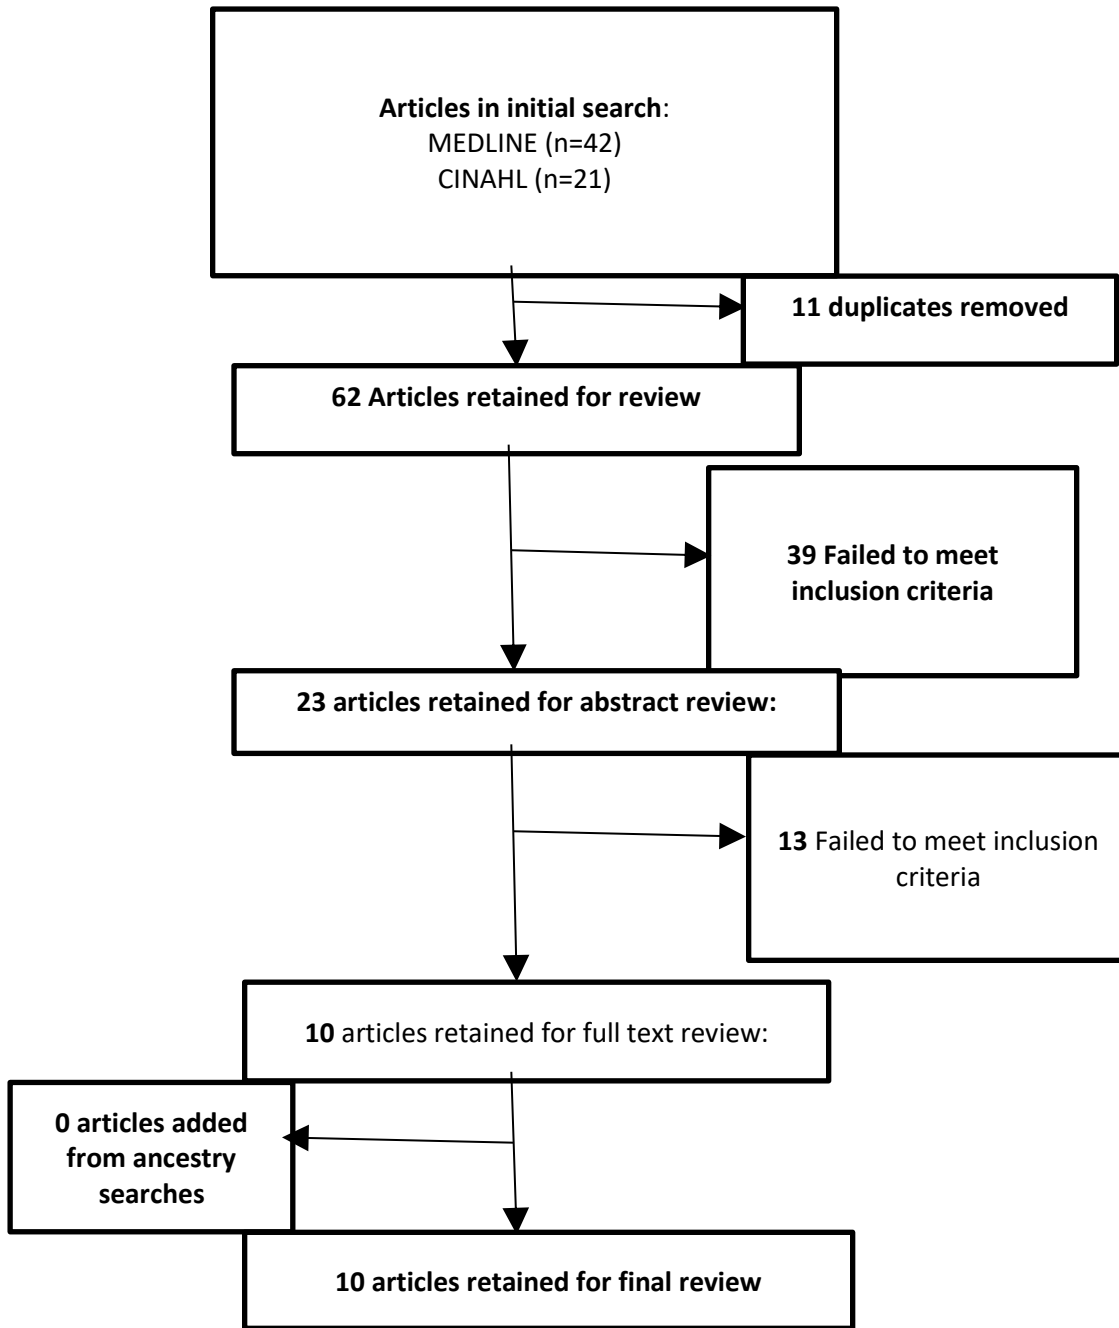 Articles in initial search:
MEDLINE (n=42)
CINAHL (n=21)
11 duplicates removed
62 Articles retained for review
39 Failed to meet
inclusion criteria
23 articles retained for abstract review:
13 Failed to meet inclusion
criteria
10 articles retained for full text review:
0 articles added
from ancestry
searches
10 articles retained for final review